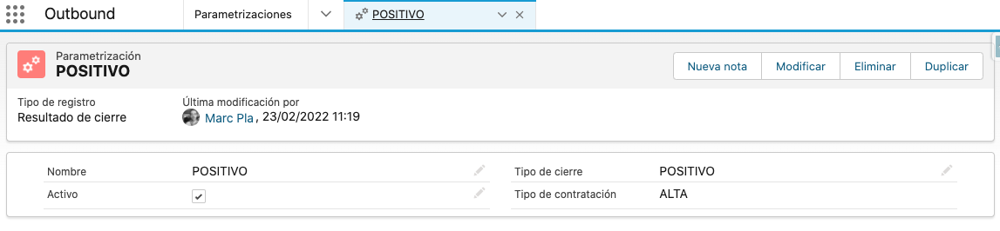 Outbound
Parametrizaciones
POSITIVO
Parametrización
POSITIVO
Nueva nota
Modificar
Eliminar
Duplicar
Tipo de registro
Resultado de cierre
Última modificación por
Marc Pla, 23/02/2022 11:19
Nombre
POSITIVO
Tipo de cierre
POSITIVO
Activo
Tipo de contratación
ALTA